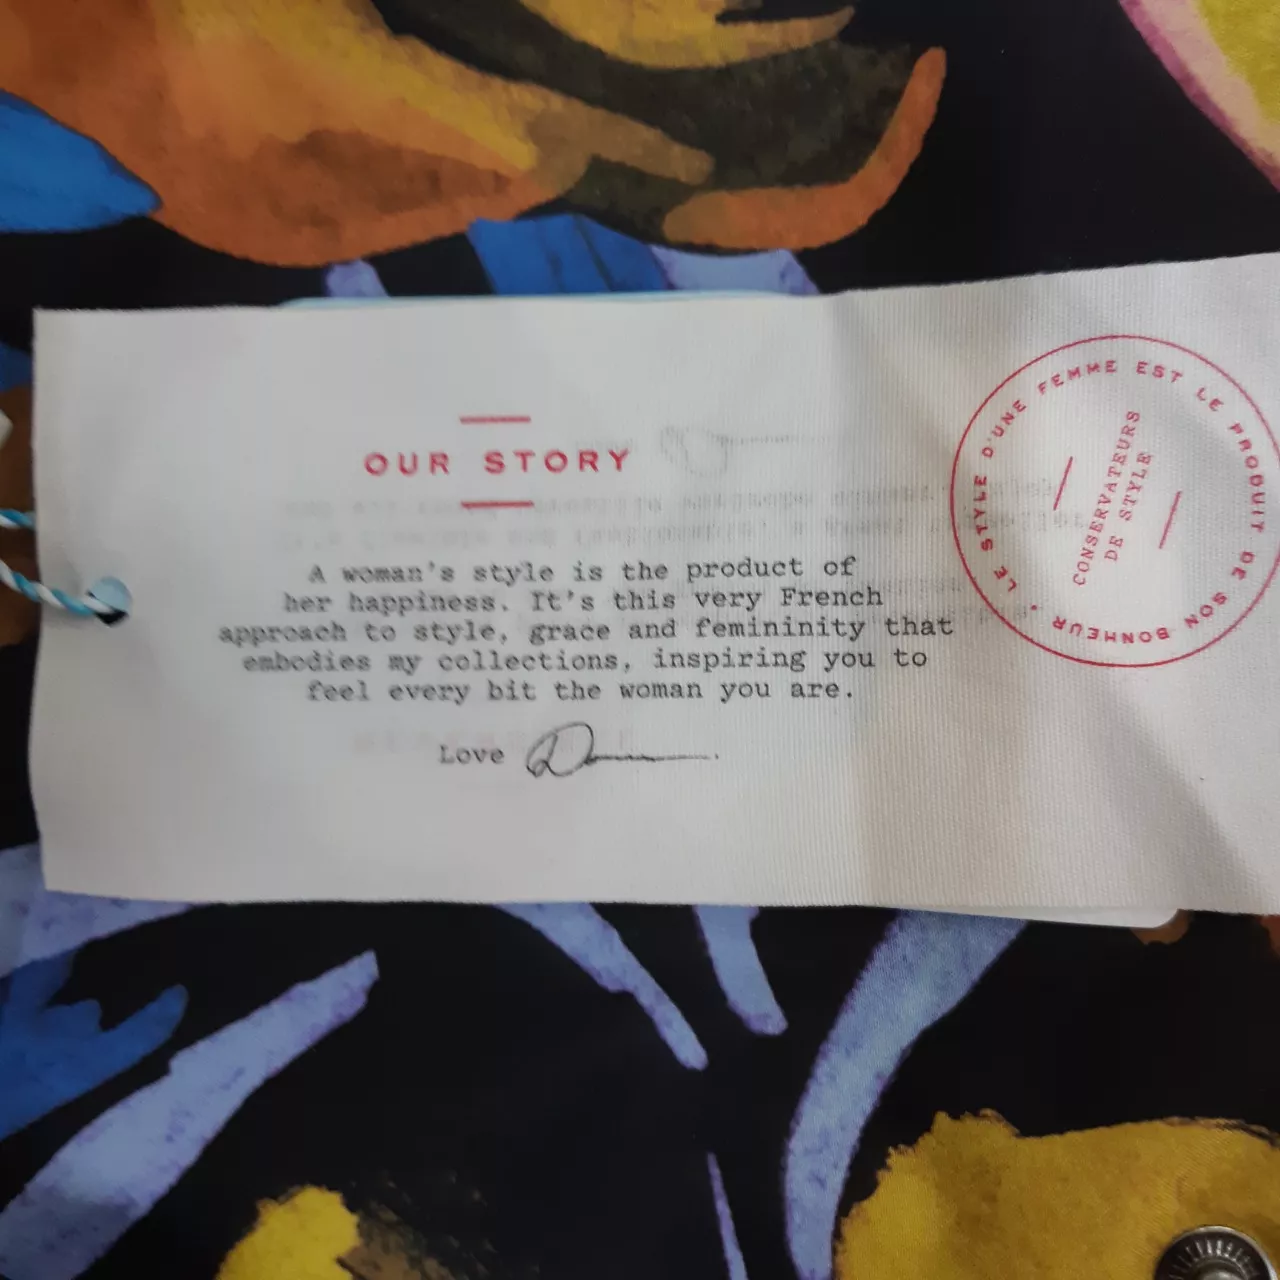 OUR STORY
A woman's style is the product of
her happiness. It's this very French
approach to style, grace and femininity that
embodies my collections, inspiring you to
feel every bit the woman you are.
Love
LE STYLE D'UNE FEMME EST LE PRODUIT DE SON BONHEUR .
CONSERVATEURS
DE STYLE